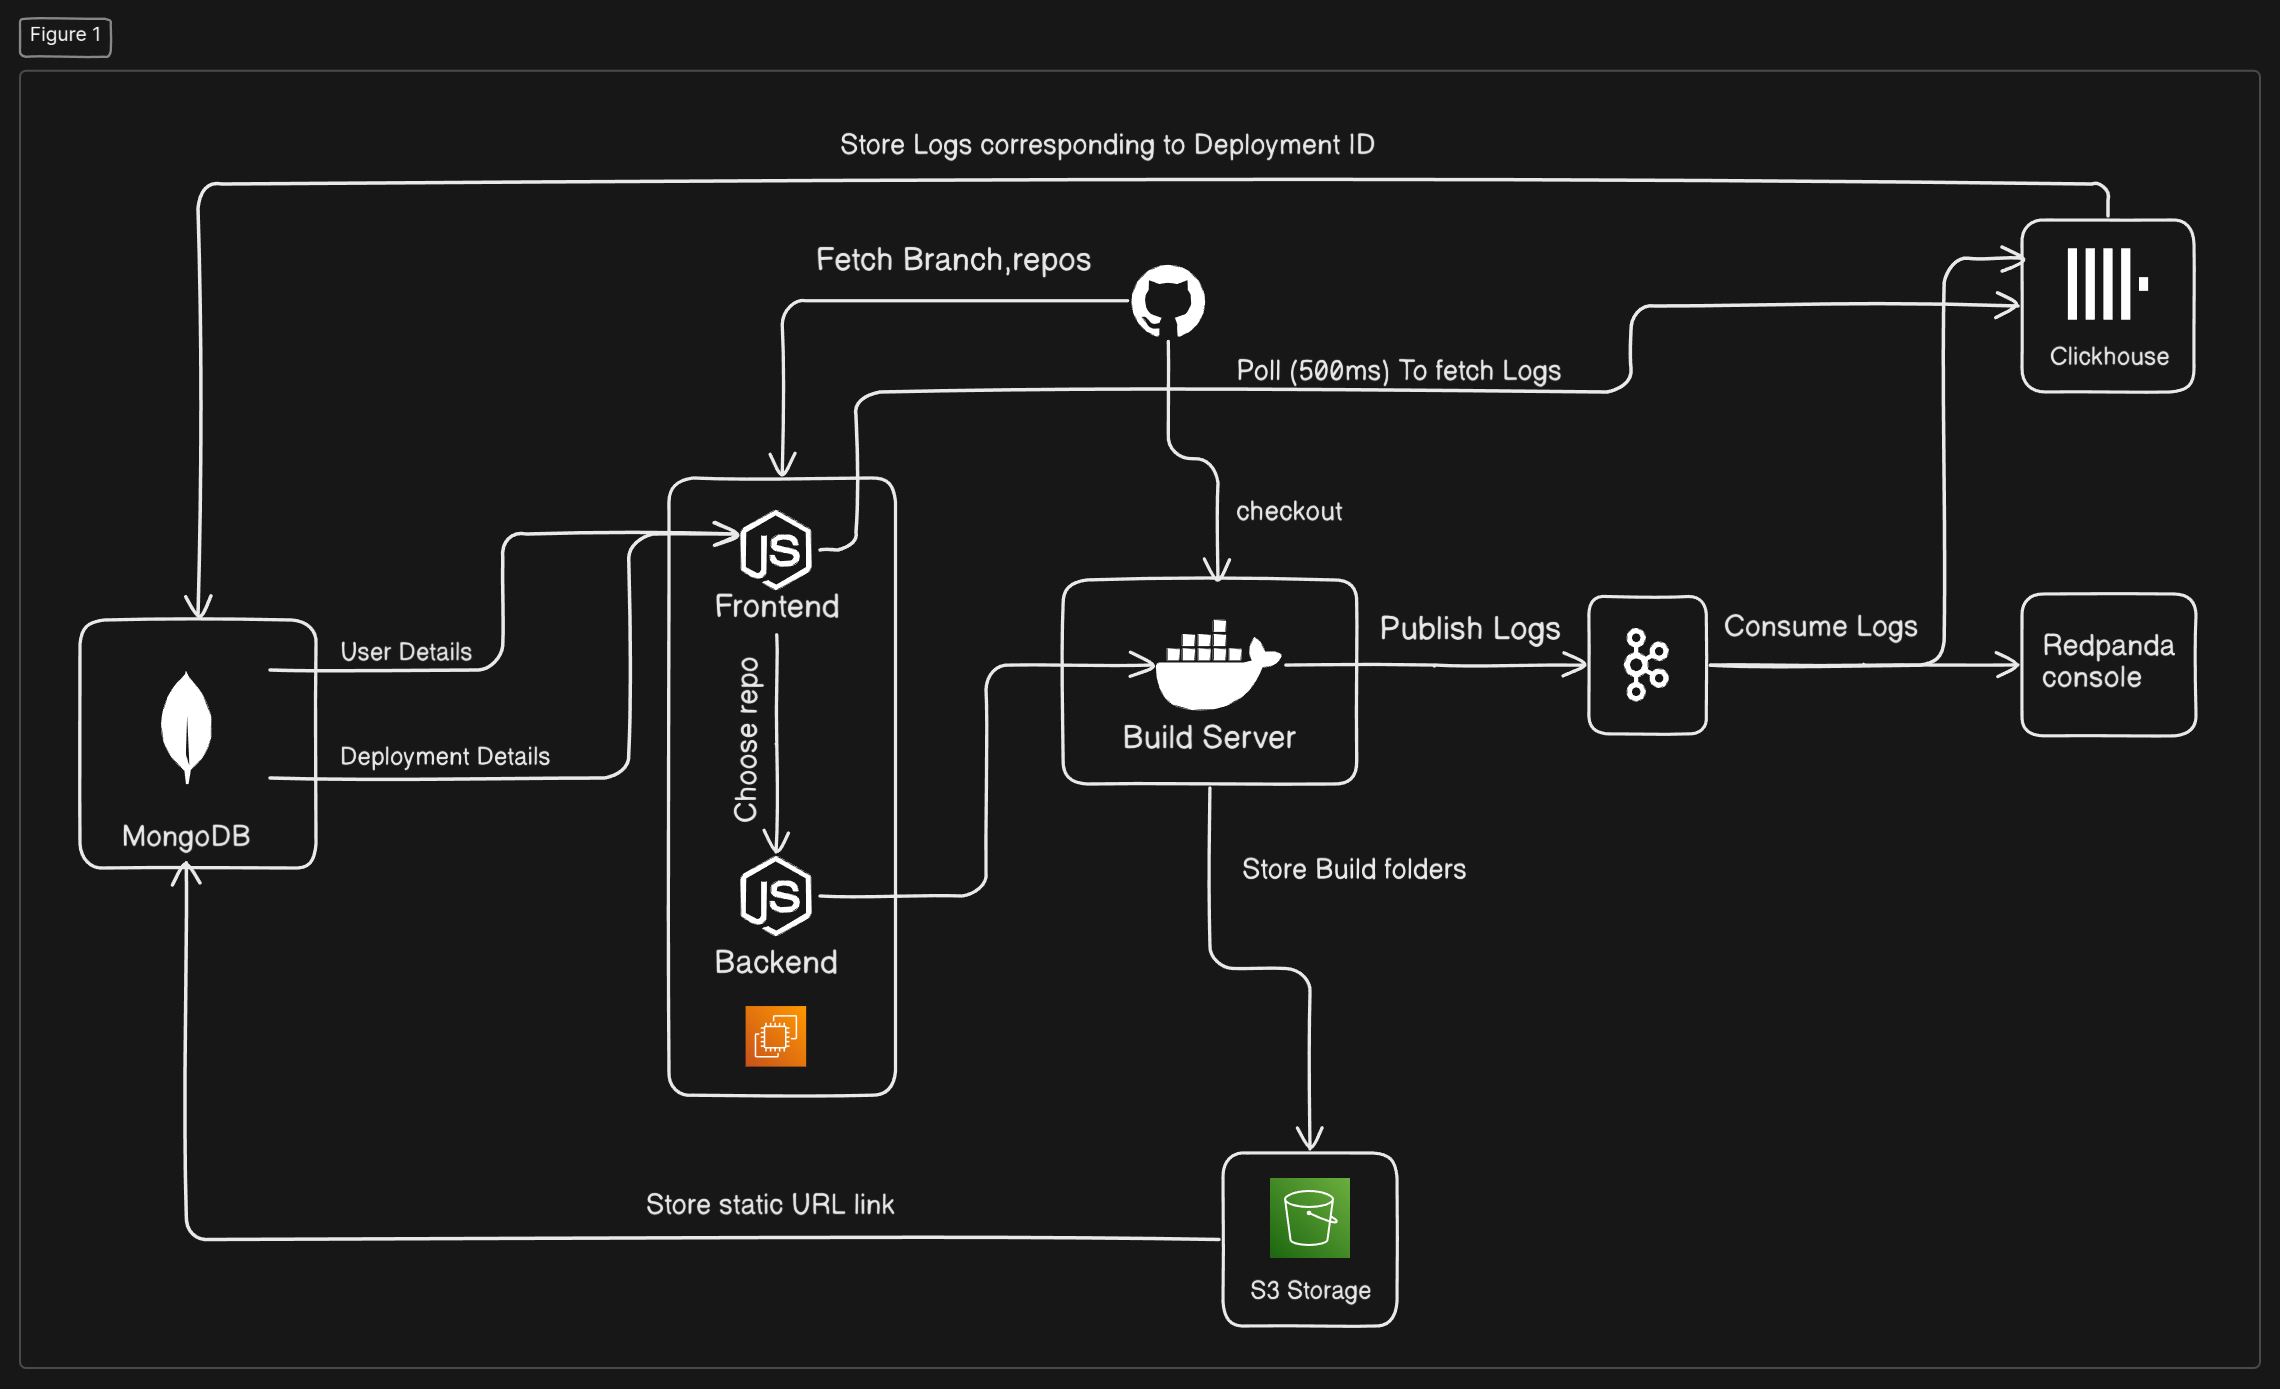 Figure 1
Store Logs corresponding to Deployment ID
Fetch Branch,repos
Poll (500ms) To fetch Logs
Clickhouse
checkout
JS
Frontend
User Details
Publish Logs
Consume Logs
Redpanda
console
Choose repo
Build Server
Deployment Details
MongoDB
Store Build folders
JS
Backend
Store static URL link
S3 Storage